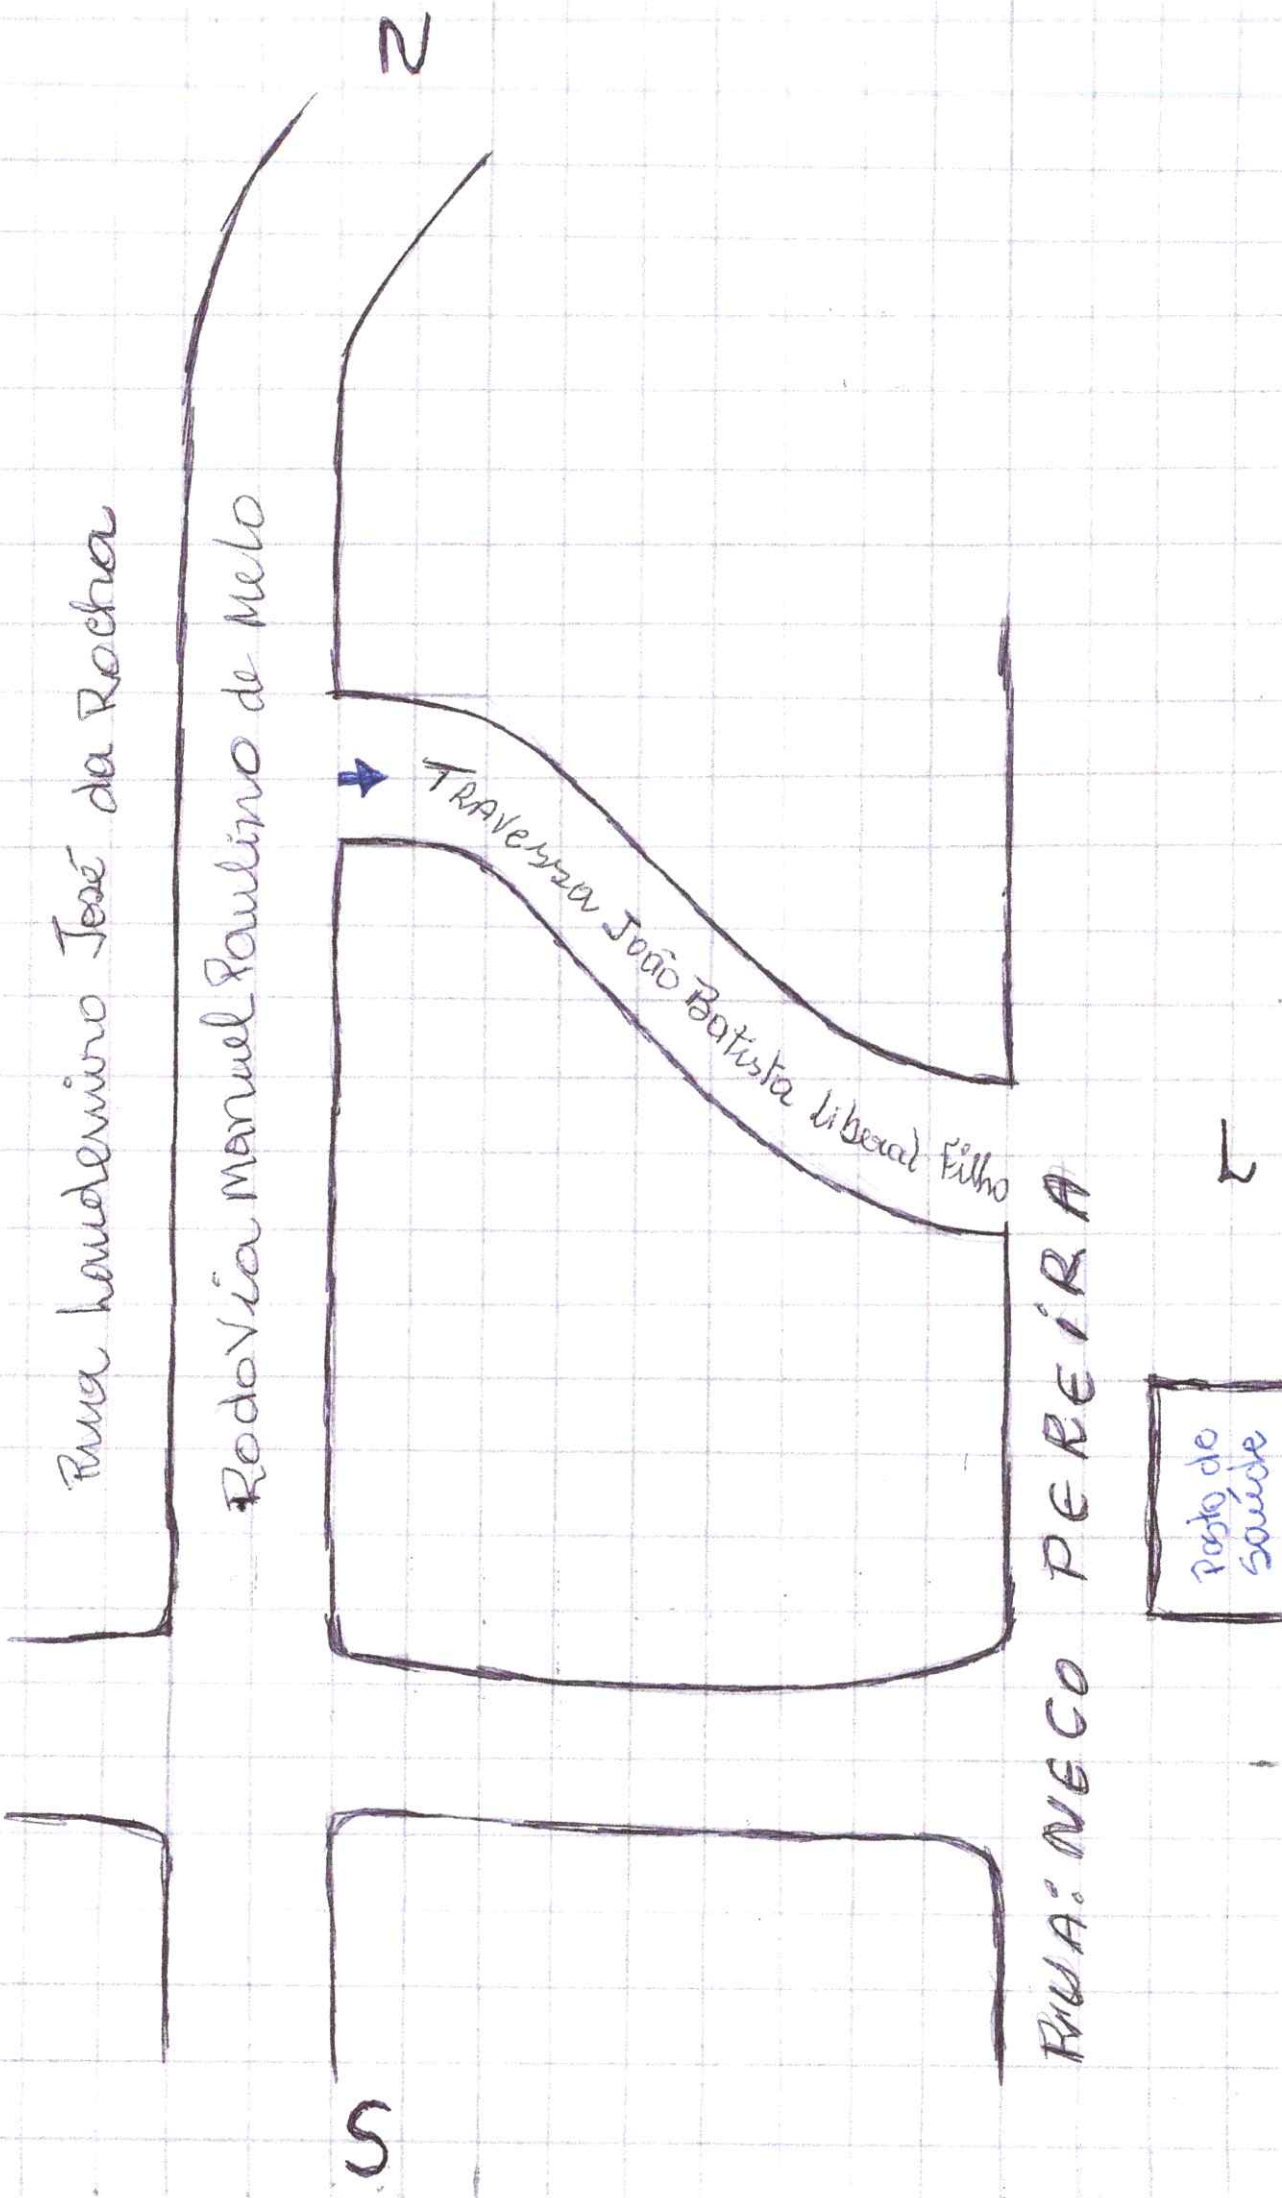 Rua Laudevino José da Rocha
Rodovia Manuel Paulino de Melo
N
Travessa João Batista Liberal Filho
S
RUA: NECO PEREIRA
L
Posto de
Saúde